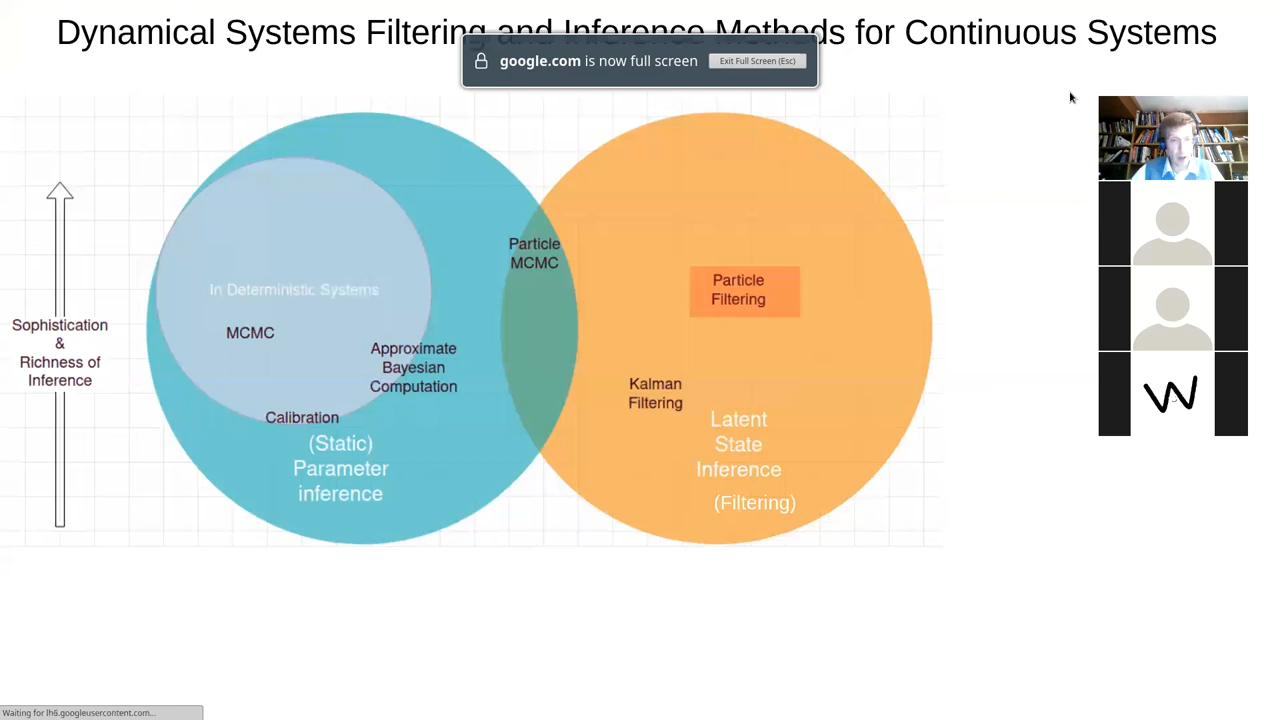 Dynamical Systems Filtering and Inference Methods for Continuous Systems
google.com is now full screen
Exit Full Screen (Esc)
In Deterministic Systems
MCMC
Approximate
Bayesian
Computation
Calibration
(Static)
Parameter
inference
Particle
MCMC
Particle
Filtering
Kalman
Filtering
Latent
State
Inference
(Filtering)
Sophistication
&
Richness of
Inference
W
Waiting for lh6.googleusercontent.com...